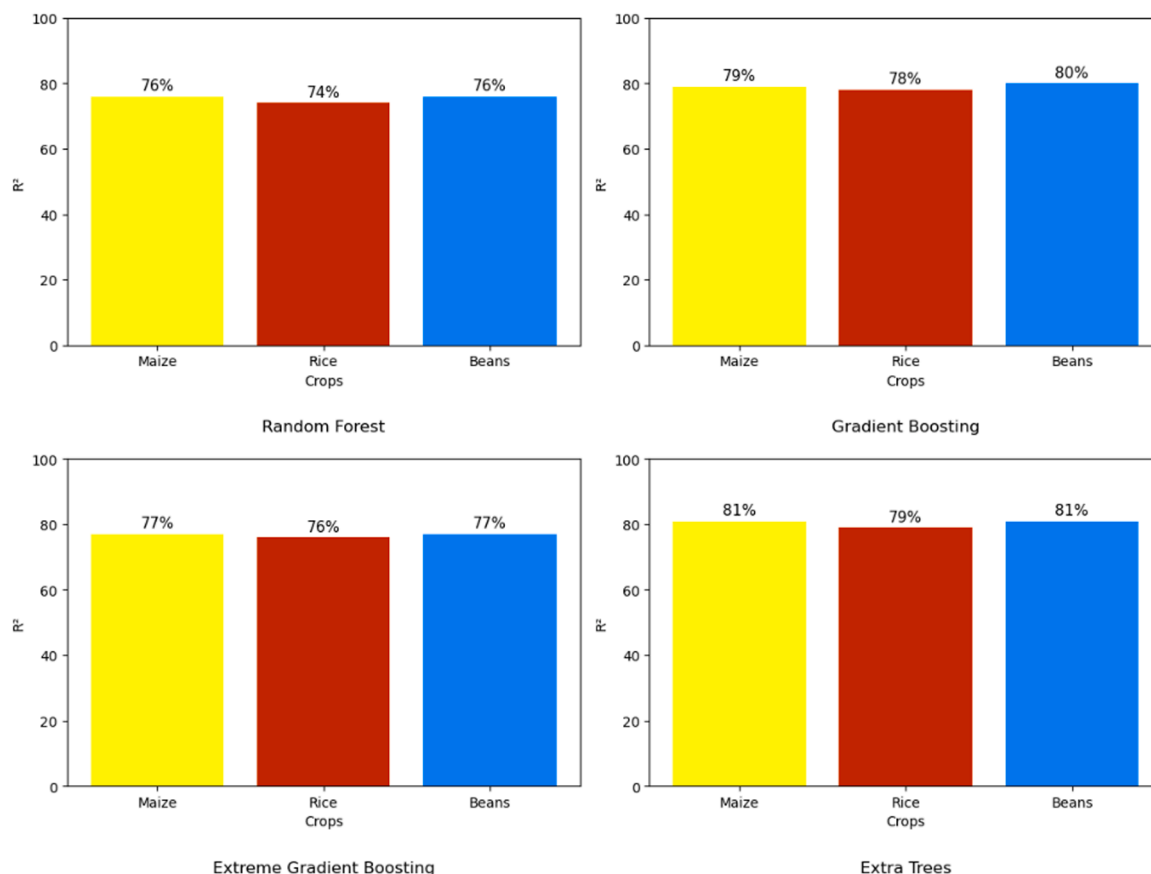 100
80
60
40
20
0
R²
76%
74%
76%
Maize
Rice
Beans
Crops
Random Forest
100
80
60
40
20
0
R²
79%
78%
80%
Maize
Rice
Beans
Crops
Gradient Boosting
100
80
60
40
20
0
R²
77%
76%
77%
Maize
Rice
Beans
Crops
Extreme Gradient Boosting
100
80
60
40
20
0
R²
81%
79%
81%
Maize
Rice
Beans
Crops
Extra Trees